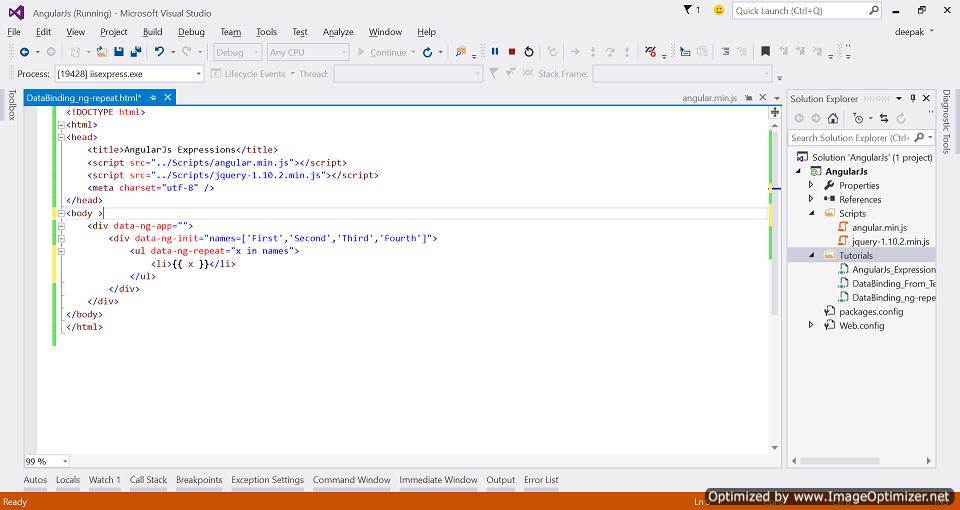 AngularJs (Running) - Microsoft Visual Studio
1
Quick Launch (Ctrl+Q)
File Edit View Project Build Debug Team Tools Test Analyze Window Help
deepak
Debug Any CPU Continue
Process: [19428] iisexpress.exe Lifecycle Events Thread: Stack Frame:
Toolbox
DataBinding_ng-repeat.html*
angular.min.js
<!DOCTYPE html>
<html>
<head>
<title>AngularJs Expressions</title>
<script src="../Scripts/angular.min.js"></script>
<script src="../Scripts/jquery-1.10.2.min.js"></script>
<meta charset="utf-8" />
</head>
<body >
<div data-ng-app="">
<div data-ng-init="names=['First','Second','Third','Fourth']">
<ul data-ng-repeat="x in names">
<li>{{ x }}</li>
</ul>
</div>
</div>
</body>
</html>
99 %
Solution Explorer
Search Solution Explorer (Ctrl+
Solution 'AngularJs' (1 project)
AngularJs
Properties
References
Scripts
angular.min.js
jquery-1.10.2.min.js
Tutorials
AngularJs_Expression
DataBinding_From_Te
DataBinding_ng-repe
packages.config
Web.config
Diagnostic Tools
Autos Locals Watch 1 Call Stack Breakpoints Exception Settings Command Window Immediate Window Output Error List
Ready
Optimized by www.ImageOptimizer.net